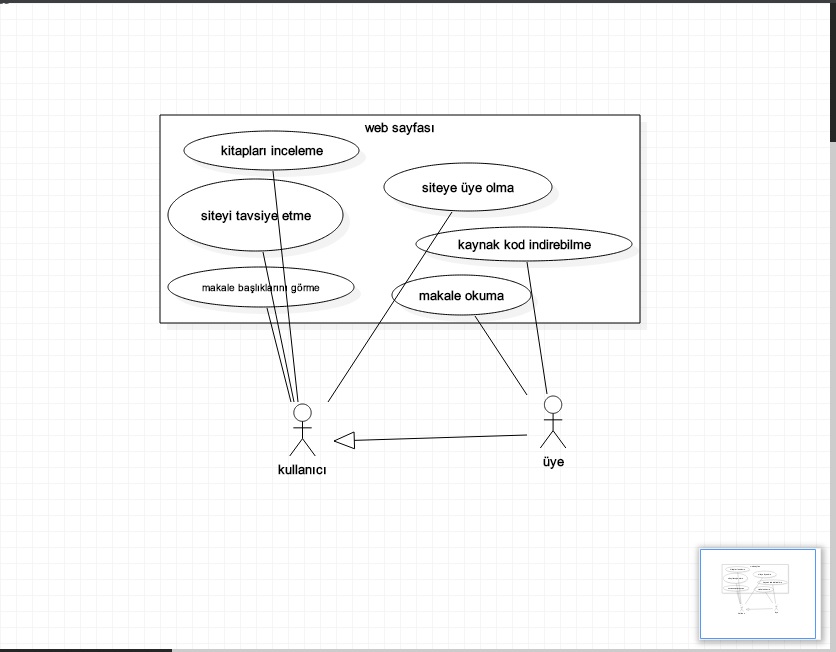 web sayfası
kitapları inceleme
siteye üye olma
siteyi tavsiye etme
kaynak kod indirebilme
makale başlıklarını görme
makale okuma
kullanıcı
üye